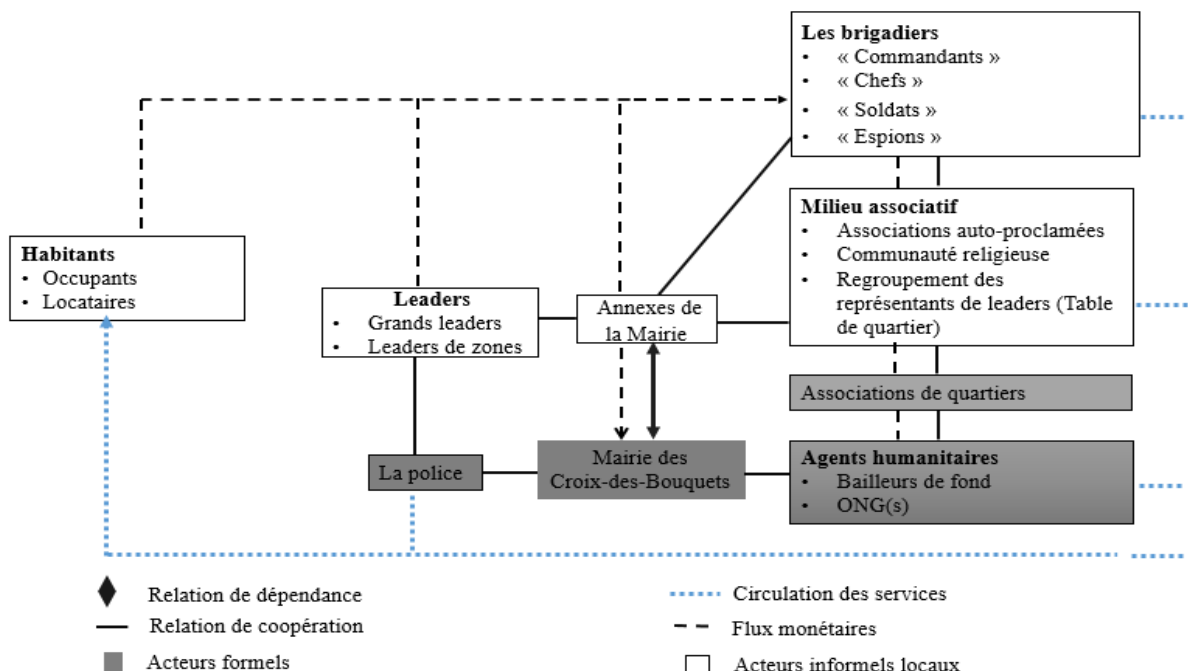 Les brigadiers
• « Commandants »
• « Chefs »
• « Soldats »
• « Espions »
Milieu associatif
• Associations auto-proclamées
• Communauté religieuse
• Regroupement des
représentants de leaders (Table
de quartier)
Habitants
• Occupants
• Locataires
Leaders
• Grands leaders
• Leaders de zones
Annexes de
la Mairie
Associations de quartiers
La police
Mairie des
Croix-des-Bouquets
Agents humanitaires
• Bailleurs de fond
• ONG(s)
Relation de dépendance
Circulation des services
Relation de coopération
Flux monétaires
Acteurs formels
Acteurs informels locaux